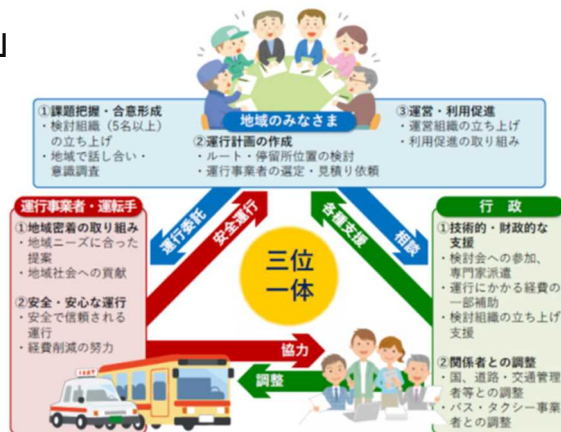 」
①課題把握・合意形成
・検討組織（5名以上）
の立ち上げ
・地域で話し合い・
意識調査
地域のみなさま
②運行計画の作成
・ルート・停留所位置の検討
・運行事業者の選定・見積り依頼
③運営・利用促進
・運営組織の立ち上げ
・利用促進の取り組み
運行事業者・運転手
①地域密着の取り組み
・地域ニーズに合った
提案
・地域社会への貢献
②安全・安心な運行
・安全で信頼される
運行
・経費削減の努力
運行委託
安全運行
三位
一体
各種支援
相談
行 政
①技術的・財政的な
支援
・検討会への参加、
専門家派遣
・運行にかかる経費の
一部補助
・検討組織の立ち上げ
支援
②関係者との調整
・国、道路・交通管理
者等との調整
・バス・タクシー事業
者との調整
協力
調整